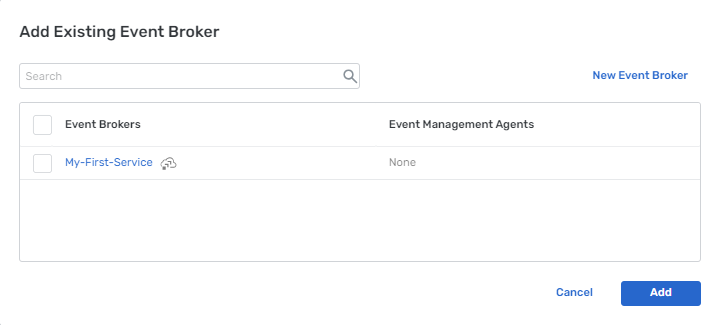 Add Existing Event Broker
Search
New Event Broker
Event Brokers Event Management Agents
My-First-Service None
Cancel Add